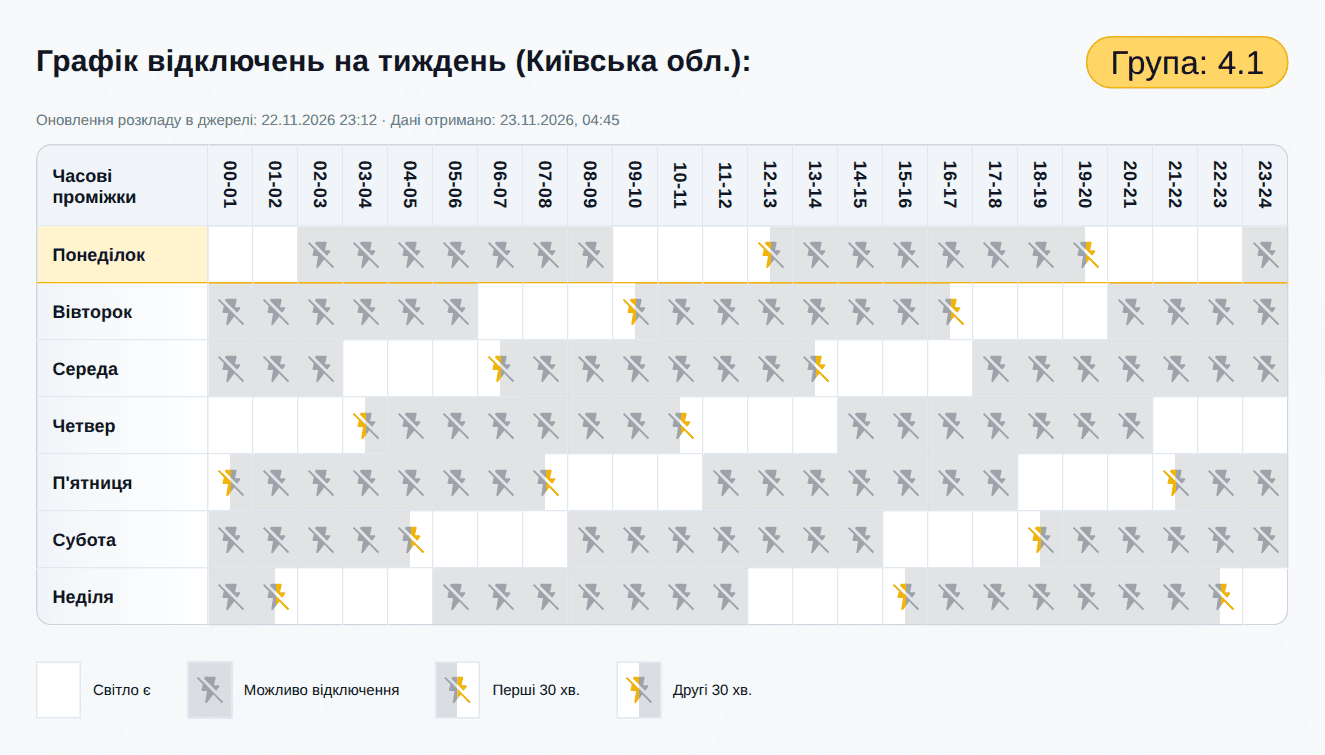 Графік відключень на тиждень (Київська обл.):
Група: 4.1
Оновлення розкладу в джерелі: 22.11.2026 23:12 · Дані отримано: 23.11.2026, 04:45
Часові
проміжки
00-01
01-02
02-03
03-04
04-05
05-06
06-07
07-08
08-09
09-10
10-11
11-12
12-13
13-14
14-15
15-16
16-17
17-18
18-19
19-20
20-21
21-22
22-23
23-24
Понеділок
Вівторок
Середа
Четвер
П'ятниця
Субота
Неділя
Світло є
Можливо відключення
Перші 30 хв.
Другі 30 хв.